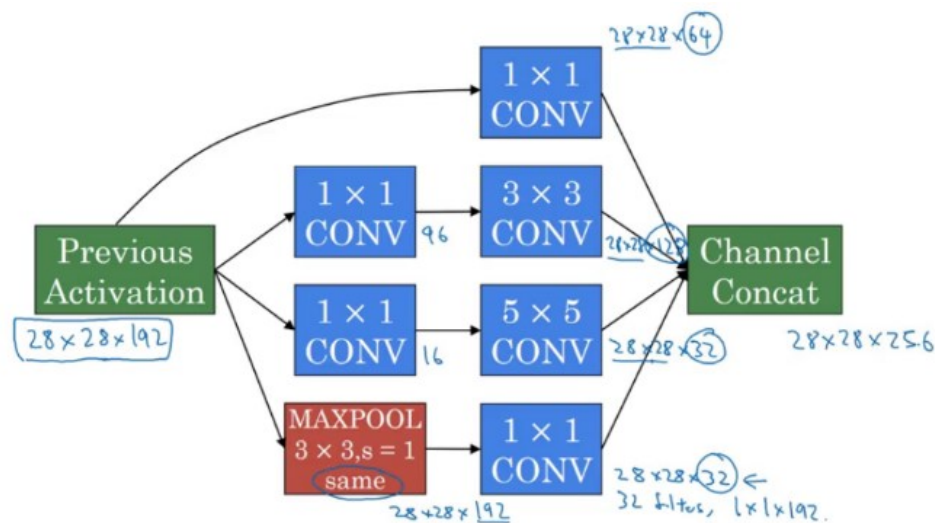 28×28×64
1 × 1
CONV
1 × 1
CONV
96
3 × 3
CONV
28×28×128
Previous
Activation
28×28×192
Channel
Concat
28×28×256
1 × 1
CONV
16
5 × 5
CONV
28×28×32
MAXPOOL
3 × 3,s = 1
same
28×28×192
1 × 1
CONV
28×28×32 ←
32 filters, 1×1×192.